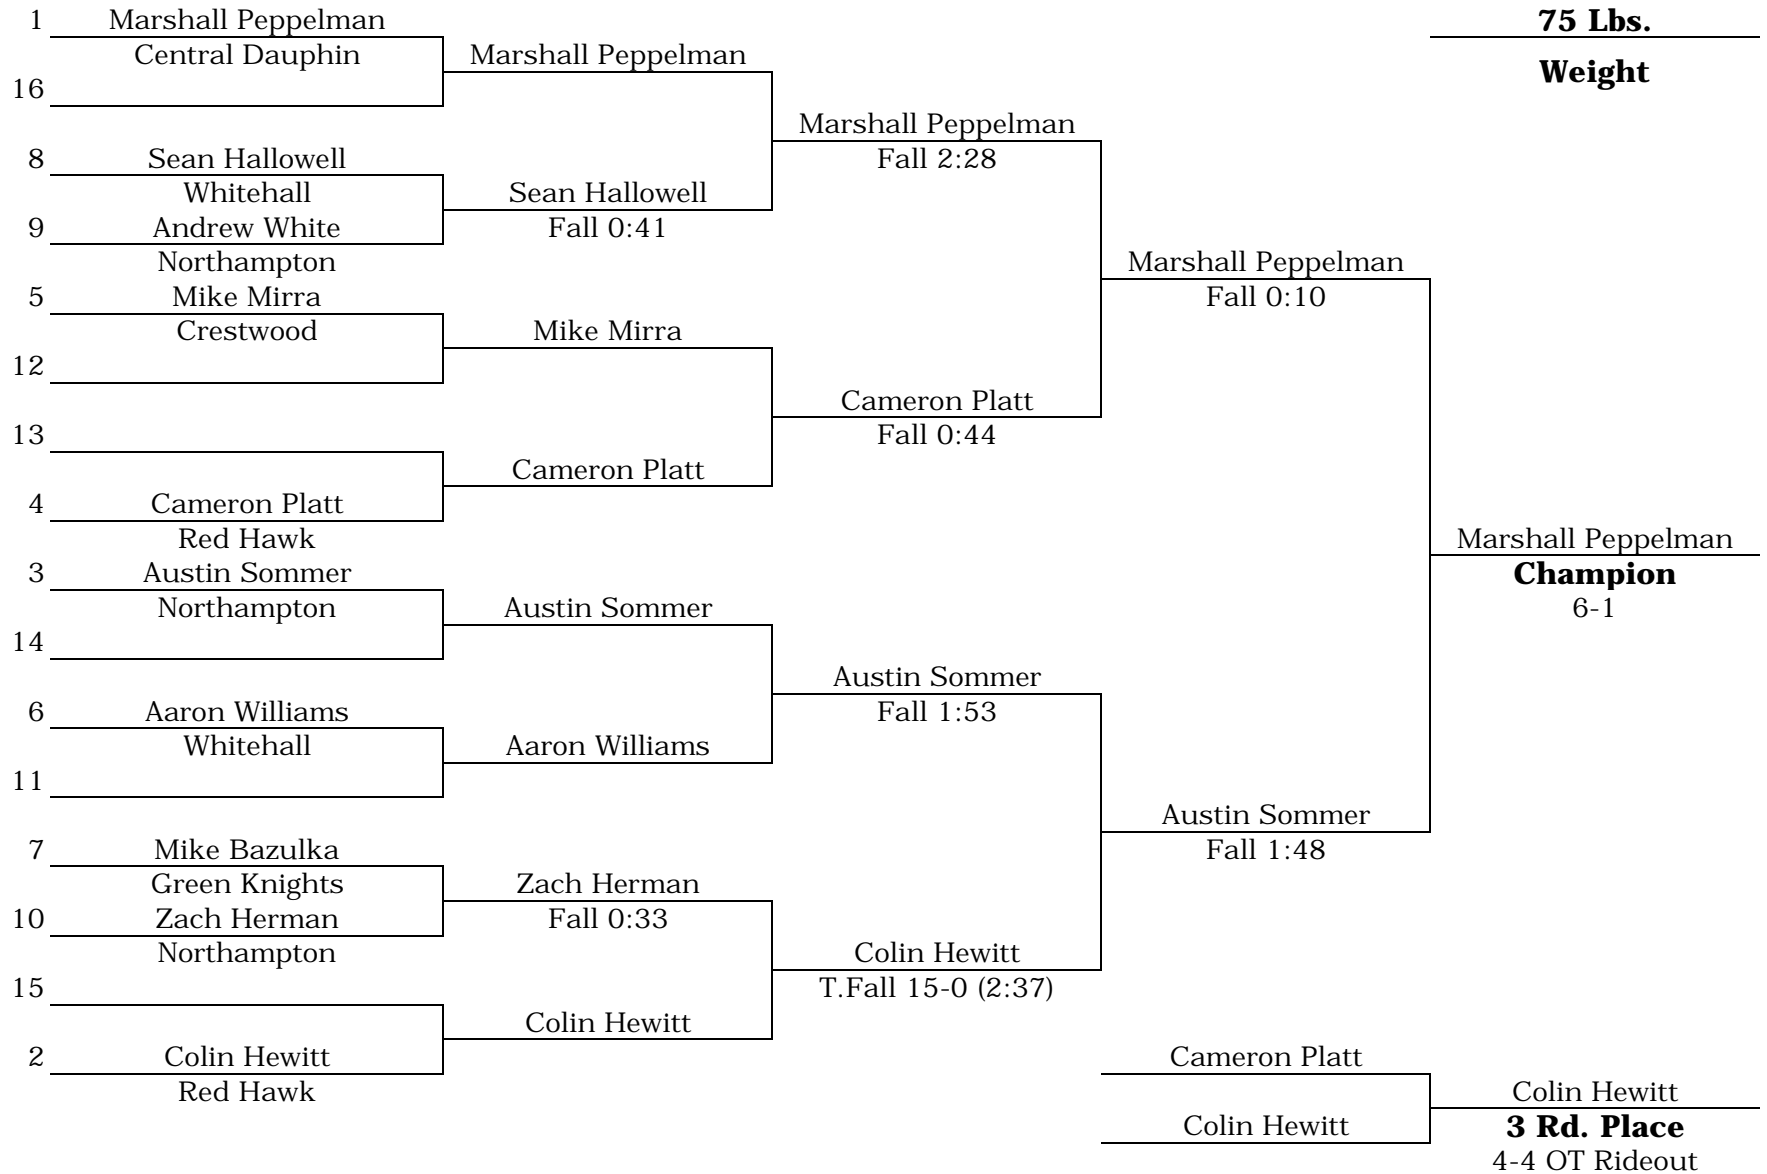 1 Marshall Peppelman
Central Dauphin
16
8 Sean Hallowell
Whitehall
9 Andrew White
Northampton
5 Mike Mirra
Crestwood
12
13
4 Cameron Platt
Red Hawk
3 Austin Sommer
Northampton
14
6 Aaron Williams
Whitehall
11
7 Mike Bazulka
Green Knights
10 Zach Herman
Northampton
15
2 Colin Hewitt
Red Hawk
Marshall Peppelman
Sean Hallowell
Fall 0:41
Mike Mirra
Cameron Platt
Austin Sommer
Aaron Williams
Zach Herman
Fall 0:33
Colin Hewitt
Marshall Peppelman
Fall 2:28
Cameron Platt
Fall 0:44
Austin Sommer
Fall 1:53
Colin Hewitt
T.Fall 15-0 (2:37)
Marshall Peppelman
Fall 0:10
Austin Sommer
Fall 1:48
Cameron Platt
Colin Hewitt
75 Lbs.
Weight
Marshall Peppelman
Champion
6-1
Colin Hewitt
3 Rd. Place
4-4 OT Rideout